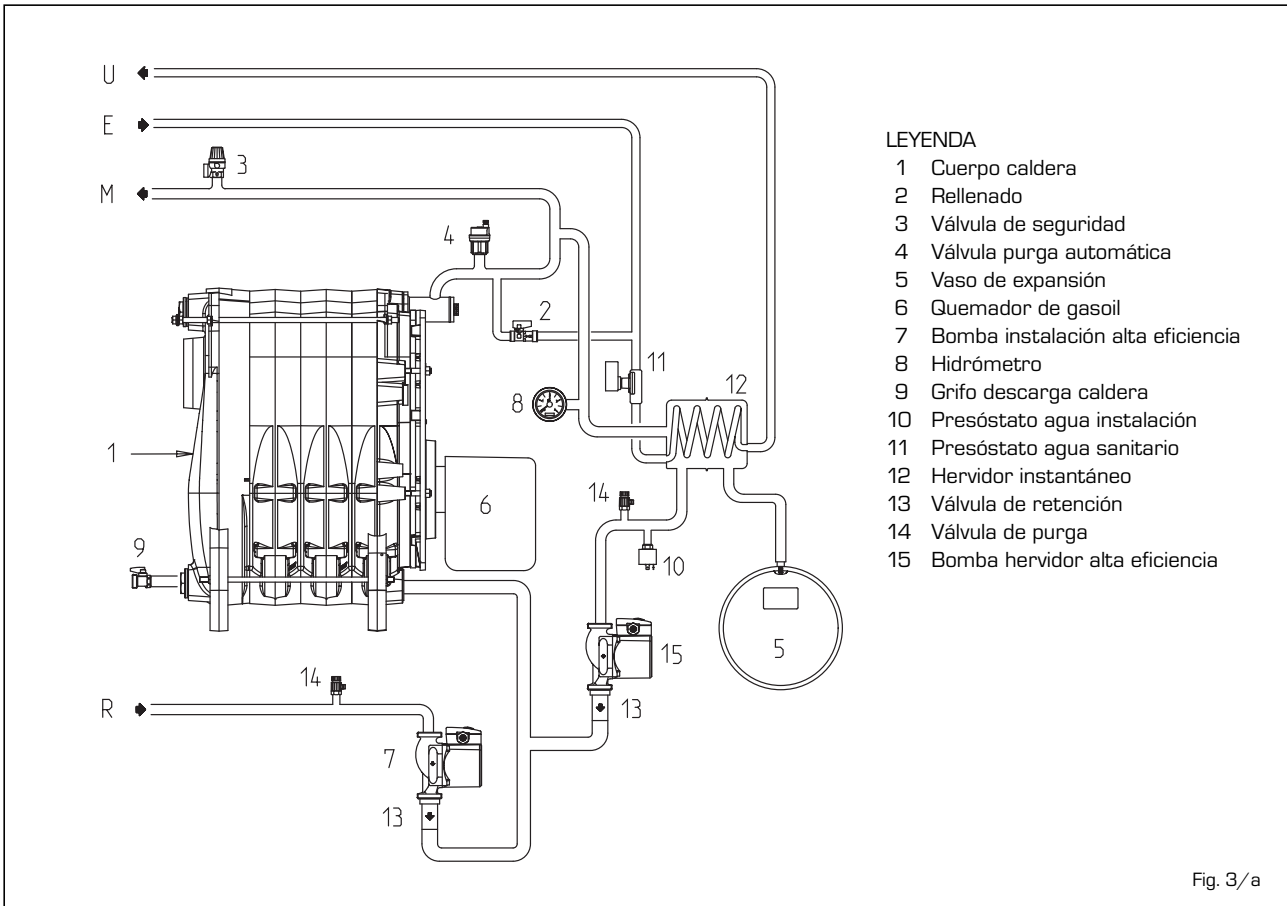 U
E
3
M
4
2
11
12
8
1
14
6
9
10
5
15
14
13
R
7
13
LEYENDA
1 Cuerpo caldera
2 Rellenado
3 Válvula de seguridad
4 Válvula purga automática
5 Vaso de expansión
6 Quemador de gasoil
7 Bomba instalación alta eficiencia
8 Hidrómetro
9 Grifo descarga caldera
10 Presóstato agua instalación
11 Presóstato agua sanitario
12 Hervidor instantáneo
13 Válvula de retención
14 Válvula de purga
15 Bomba hervidor alta eficiencia
Fig. 3/a